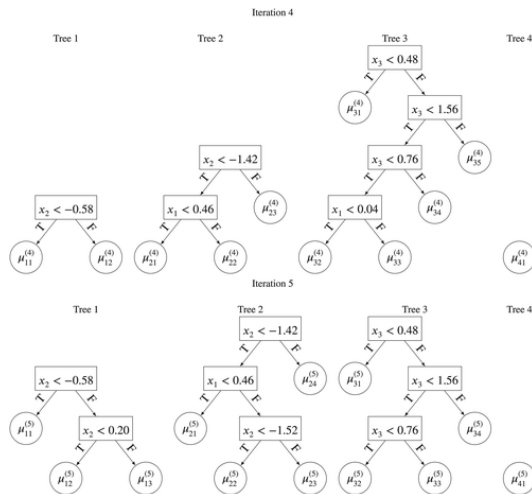 Iteration 4
Tree 1 Tree 2 Tree 3 Tree 4
x₃ < 0.48
T F
μ₃₁⁽⁴⁾ x₃ < 1.56
T F
x₂ < −1.42 x₃ < 0.76 μ₃₅⁽⁴⁾
T F T F
x₂ < −0.58 x₁ < 0.46 μ₂₃⁽⁴⁾ x₁ < 0.04 μ₃₄⁽⁴⁾
T F T F T F
μ₁₁⁽⁴⁾ μ₁₂⁽⁴⁾ μ₂₁⁽⁴⁾ μ₂₂⁽⁴⁾ μ₃₂⁽⁴⁾ μ₃₃⁽⁴⁾ μ₄₁⁽⁴⁾
Iteration 5
Tree 1 Tree 2 Tree 3 Tree 4
x₂ < −1.42 x₃ < 0.48
T F T F
x₂ < −0.58 x₁ < 0.46 μ₂₄⁽⁵⁾ μ₃₁⁽⁵⁾ x₃ < 1.56
T F T F T F
μ₁₁⁽⁵⁾ x₂ < 0.20 μ₂₁⁽⁵⁾ x₂ < −1.52 x₃ < 0.76 μ₃₄⁽⁵⁾
T F T F T F
μ₁₂⁽⁵⁾ μ₁₃⁽⁵⁾ μ₂₂⁽⁵⁾ μ₂₃⁽⁵⁾ μ₃₂⁽⁵⁾ μ₃₃⁽⁵⁾ μ₄₁⁽⁵⁾